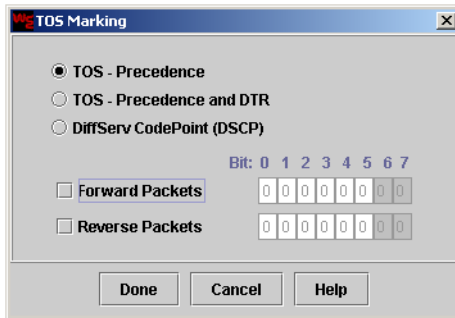 WS2 TOS Marking
TOS - Precedence
TOS - Precedence and DTR
DiffServ CodePoint (DSCP)
Bit: 0 1 2 3 4 5 6 7
Forward Packets 0 0 0 0 0 0 0 0
Reverse Packets 0 0 0 0 0 0 0 0
Done Cancel Help